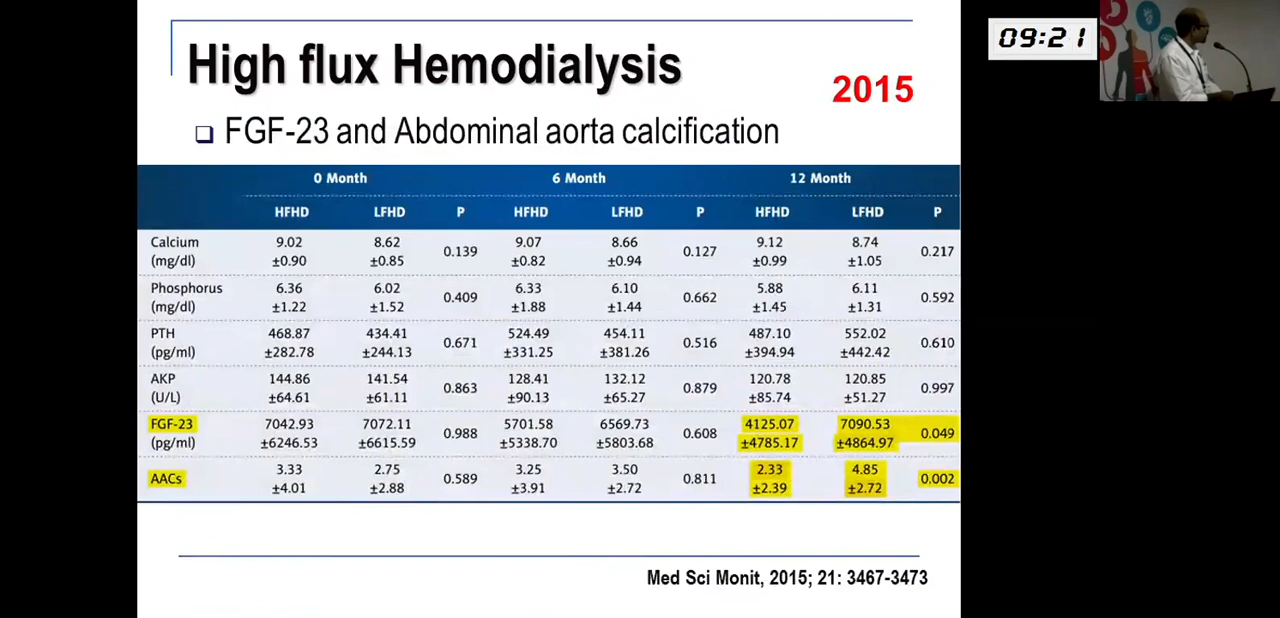 High flux Hemodialysis
2015
09:21
❑ FGF-23 and Abdominal aorta calcification
0 Month 6 Month 12 Month
HFHD LFHD P HFHD LFHD P HFHD LFHD P
Calcium (mg/dl) 9.02 ±0.90 8.62 ±0.85 0.139 9.07 ±0.82 8.66 ±0.94 0.127 9.12 ±0.99 8.74 ±1.05 0.217
Phosphorus (mg/dl) 6.36 ±1.22 6.02 ±1.52 0.409 6.33 ±1.88 6.10 ±1.44 0.662 5.88 ±1.45 6.11 ±1.31 0.592
PTH (pg/ml) 468.87 ±282.78 434.41 ±244.13 0.671 524.49 ±331.25 454.11 ±381.26 0.516 487.10 ±394.94 552.02 ±442.42 0.610
AKP (U/L) 144.86 ±64.61 141.54 ±61.11 0.863 128.41 ±90.13 132.12 ±65.27 0.879 120.78 ±85.74 120.85 ±51.27 0.997
FGF-23 (pg/ml) 7042.93 ±6246.53 7072.11 ±6615.59 0.988 5701.58 ±5338.70 6569.73 ±5803.68 0.608 4125.07 ±4785.17 7090.53 ±4864.97 0.049
AACs 3.33 ±4.01 2.75 ±2.88 0.589 3.25 ±3.91 3.50 ±2.72 0.811 2.33 ±2.39 4.85 ±2.72 0.002
Med Sci Monit, 2015; 21: 3467-3473